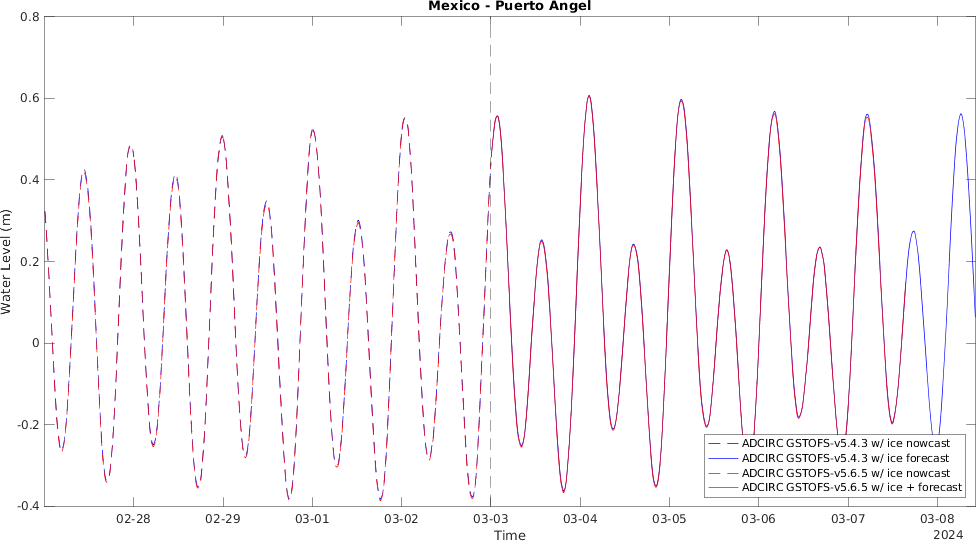 Mexico - Puerto Angel
0.8
0.6
0.4
0.2
0
-0.2
-0.4
Water Level (m)
ADCIRC GSTOFS-v5.4.3 w/ ice nowcast
ADCIRC GSTOFS-v5.4.3 w/ ice forecast
ADCIRC GSTOFS-v5.6.5 w/ ice nowcast
ADCIRC GSTOFS-v5.6.5 w/ ice + forecast
02-28 02-29 03-01 03-02 03-03 03-04 03-05 03-06 03-07 03-08
Time
2024